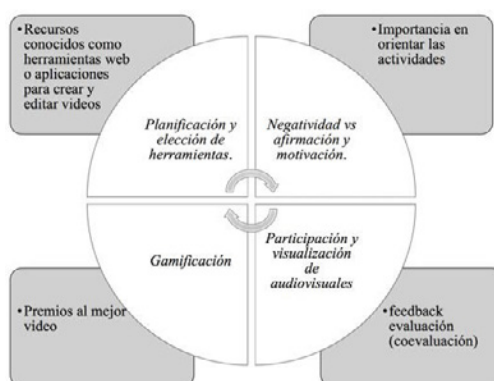 •Recursos
conocidos como
herramientas web
o aplicaciones
para crear y
editar videos
•Importancia en
orientar las
actividades
Planificación y
elección de
herramientas.
Negatividad vs
afirmación y
motivación.
Gamificación
Participación y
visualización
de
audiovisuales
•Premios al mejor
video
•feedback
evaluación
(coevaluación)